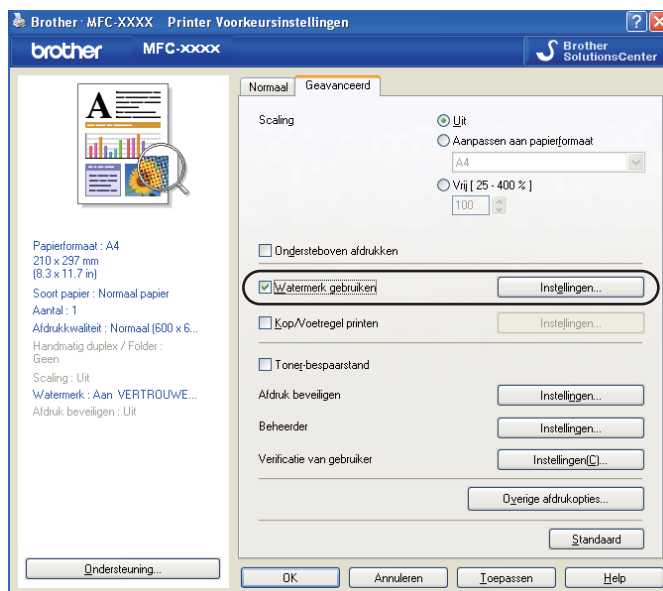 Brother MFC-XXXX Printer Voorkeursinstellingen
brother MFC-xxxx
Brother
SolutionsCenter
A
Papierformaat : A4
210 x 297 mm
(8.3 x 11.7 in)
Soort papier : Normaal papier
Aantal : 1
Afdrukkwaliteit : Normaal (600 x 6...
Handmatig duplex / Folder :
Geen
Scaling : Uit
Watermerk : Aan VERTROUWE...
Afdruk beveiligen : Uit
Ondersteuning...
Normaal Geavanceerd
Scaling
Uit
Aanpassen aan papierformaat
A4
Vrij [ 25 - 400 % ]
100
Ondersteboven afdrukken
Watermerk gebruiken Instellingen...
Kop/Voetregel printen Instellingen...
Toner-bespaarstand
Afdruk beveiligen Instellingen...
Beheerder Instellingen...
Verificatie van gebruiker Instellingen(C)...
Overige afdrukopties...
Standaard
OK Annuleren Toepassen Help